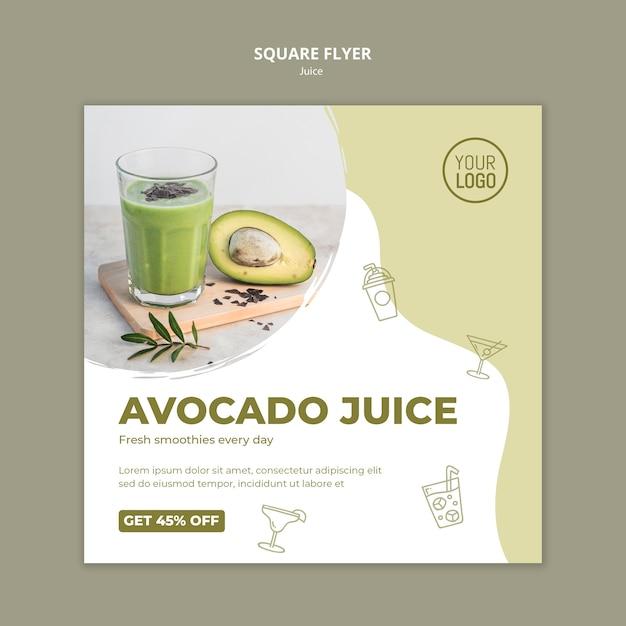 SQUARE FLYER
Juice
YOUR
LOGO
AVOCADO JUICE
Fresh smoothies every day
Lorem ipsum dolor sit amet, consectetur adipiscing elit,
sed do eiusmod tempor, incididunt ut labore et
GET 45% OFF